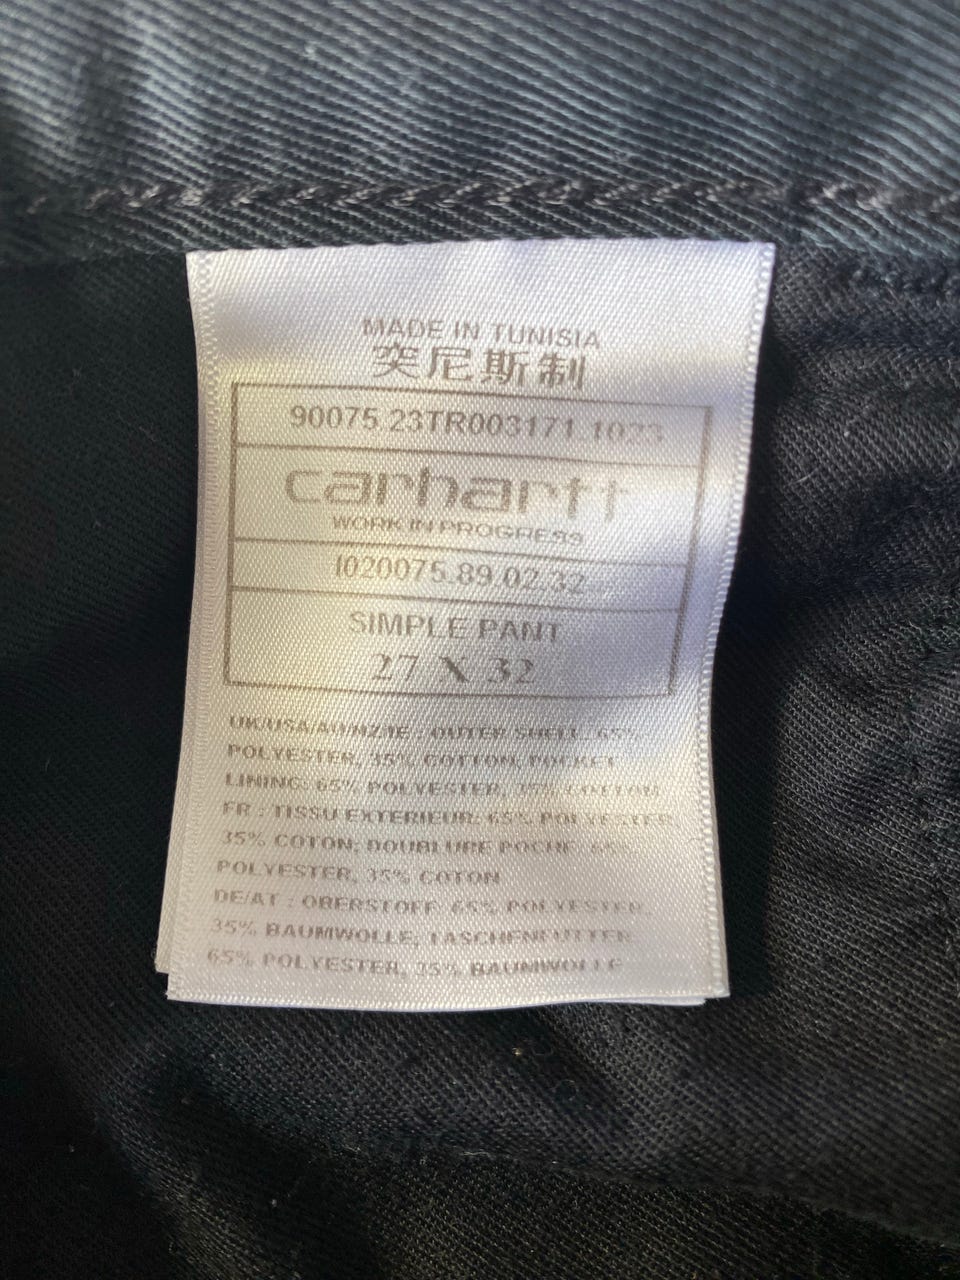 MADE IN TUNISIA
突尼斯制
90075.23TR003171.1023
carhartt
WORK IN PROGRESS
I020075.89.02.32
SIMPLE PANT
27 X 32
UK/USA/AU/NZ/IE : OUTER SHELL: 65%
POLYESTER, 35% COTTON; POCKET
LINING: 65% POLYESTER, 35% COTTON
FR : TISSU EXTERIEUR: 65% POLYESTER,
35% COTON; DOUBLURE POCHE: 65%
POLYESTER, 35% COTON
DE/AT : OBERSTOFF: 65% POLYESTER,
35% BAUMWOLLE; TASCHENFUTTER:
65% POLYESTER, 35% BAUMWOLLE